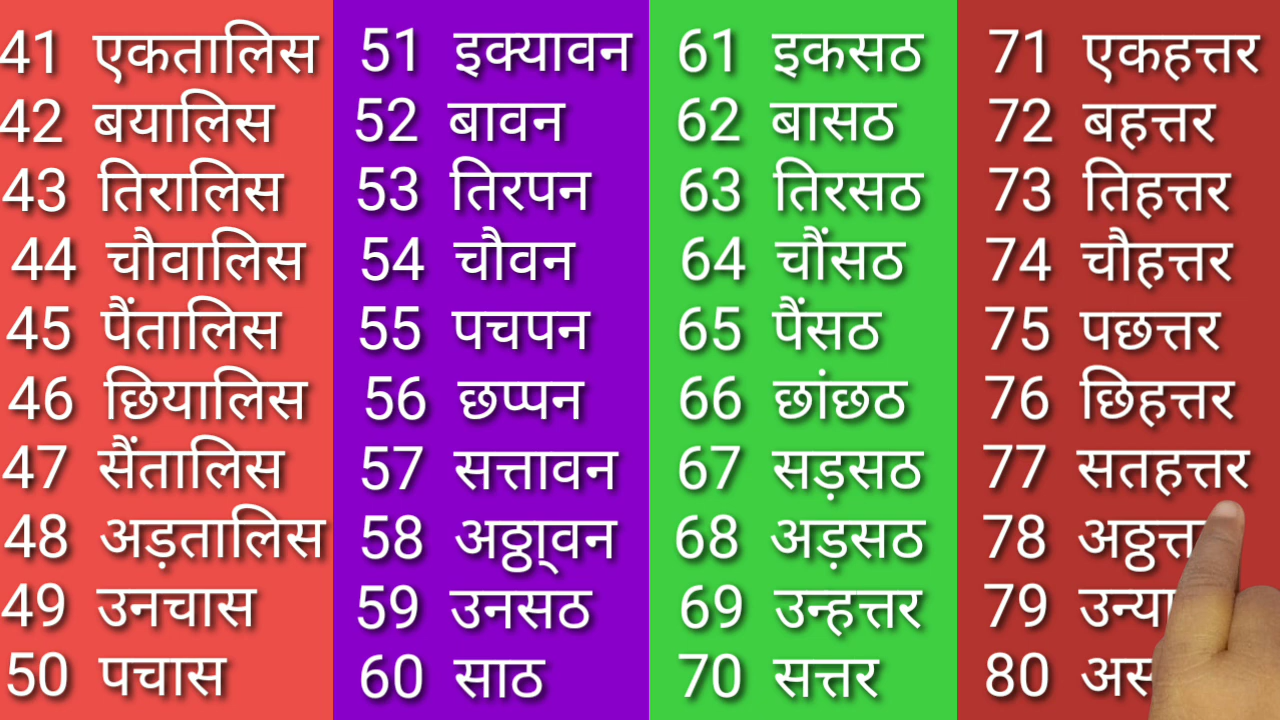 41 एकतालिस
42 बयालिस
43 तिरालिस
44 चौवालिस
45 पैंतालिस
46 छियालिस
47 सैंतालिस
48 अड़तालिस
49 उनचास
50 पचास
51 इक्यावन
52 बावन
53 तिरपन
54 चौवन
55 पचपन
56 छप्पन
57 सत्तावन
58 अठ्ठा्वन
59 उनसठ
60 साठ
61 इकसठ
62 बासठ
63 तिरसठ
64 चौंसठ
65 पैंसठ
66 छांछठ
67 सड़सठ
68 अड़सठ
69 उन्हत्तर
70 सत्तर
71 एकहत्तर
72 बहत्तर
73 तिहत्तर
74 चौहत्तर
75 पछत्तर
76 छिहत्तर
77 सतहत्तर
78
79
80